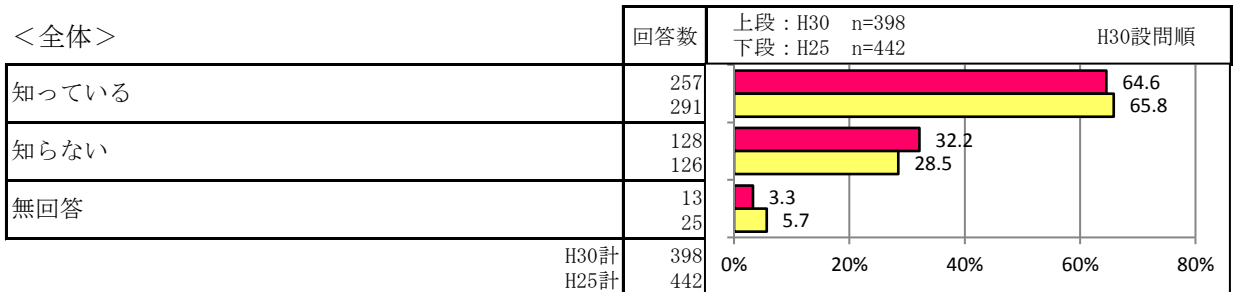 ＜全体＞ 回答数 上段：H30 n=398 H30設問順
下段：H25 n=442
知っている 257 64.6
291 65.8
知らない 128 32.2
126 28.5
無回答 13 3.3
25 5.7
H30計 398
H25計 442
0% 20% 40% 60% 80%